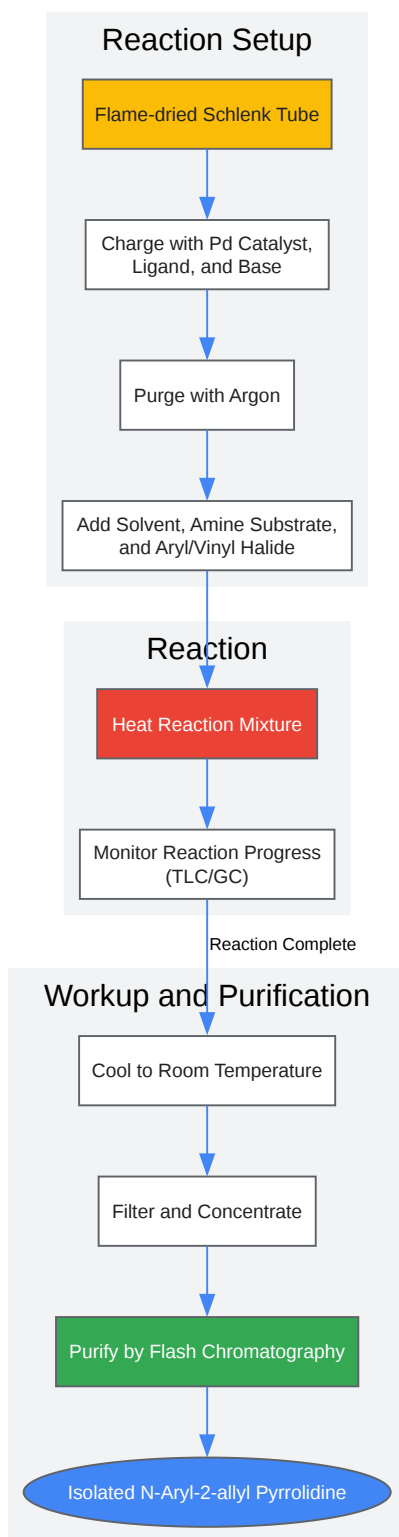 Reaction Setup
Flame-dried Schlenk Tube
Charge with Pd Catalyst,
Ligand, and Base
Purge with Argon
Add Solvent, Amine Substrate,
and Aryl/Vinyl Halide
Reaction
Heat Reaction Mixture
Monitor Reaction Progress
(TLC/GC)
Reaction Complete
Workup and Purification
Cool to Room Temperature
Filter and Concentrate
Purify by Flash Chromatography
Isolated N-Aryl-2-allyl Pyrrolidine